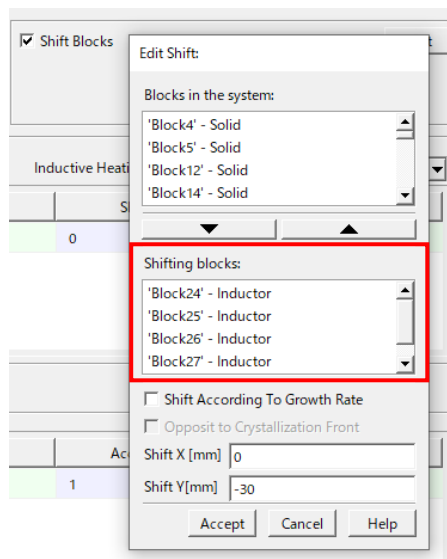 Shift Blocks
Edit Shift:
Blocks in the system:
'Block4' - Solid
'Block5' - Solid
'Block12' - Solid
'Block14' - Solid
Inductive Heati
0
Shifting blocks:
'Block24' - Inductor
'Block25' - Inductor
'Block26' - Inductor
'Block27' - Inductor
Shift According To Growth Rate
Opposit to Crystallization Front
Shift X [mm] 0
Shift Y[mm] -30
1
Accept Cancel Help